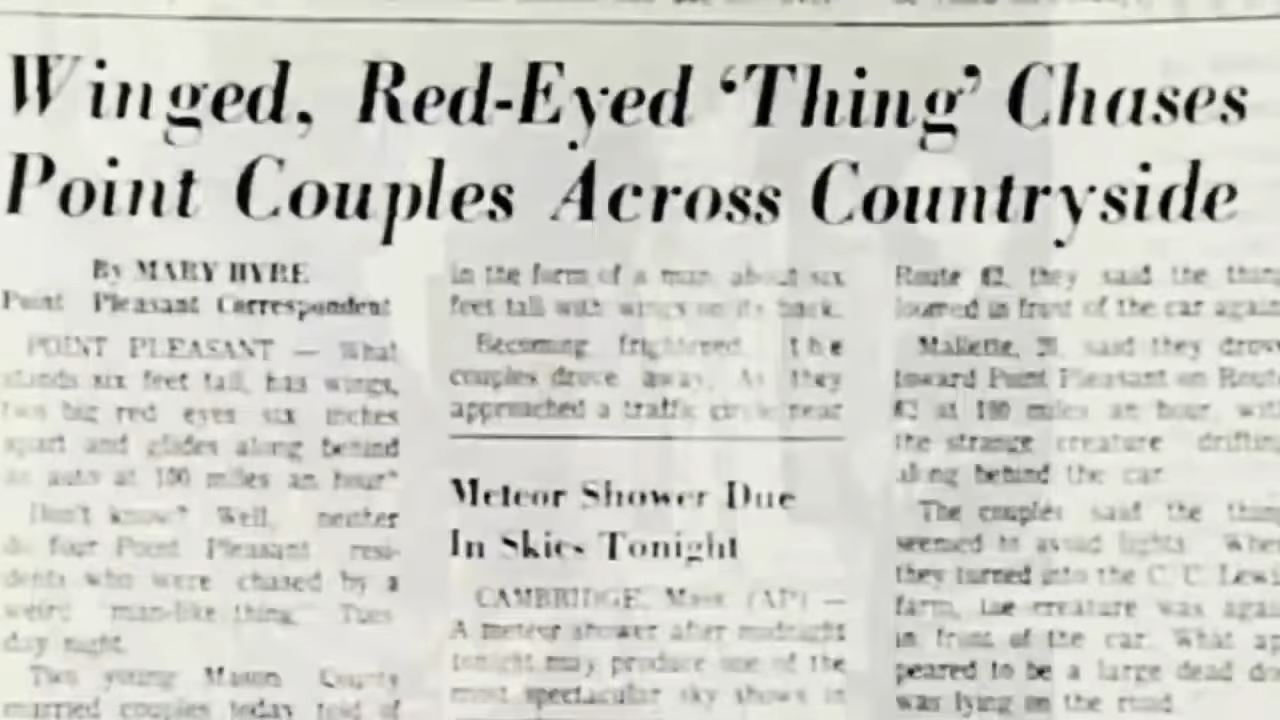 Winged, Red-Eyed ‘Thing’ Chases
Point Couples Across Countryside
By MARY HYRE
Point Pleasant Correspondent
POINT PLEASANT — What
stands six feet tall, has wings,
two big red eyes six inches
apart and glides along behind
an auto at 100 miles an hour?
Don't know? Well, neither
do four Point Pleasant resi-
dents who were chased by a
weird "man-like thing" Tues-
day night.
Two young Mason County
married couples today told of
in the form of a man, about six
feet tall with wings on its back.
Becoming frightened, the
couples drove away. As they
approached a traffic circle near
Meteor Shower Due
In Skies Tonight
CAMBRIDGE, Mass. (AP) —
A meteor shower after midnight
tonight may produce one of the
most spectacular sky shows in
Route 62, they said the thing
loomed in front of the car again
Mallette, said they drove
toward Point Pleasant on Route
62 at 100 miles an hour, with
the strange creature drifting
along behind the car.
The couples said the thing
seemed to avoid lights. When
they turned into the C. C. Lewis
farm, the creature was again
in front of the car. What ap-
peared to be a large dead dog
was lying on the road.